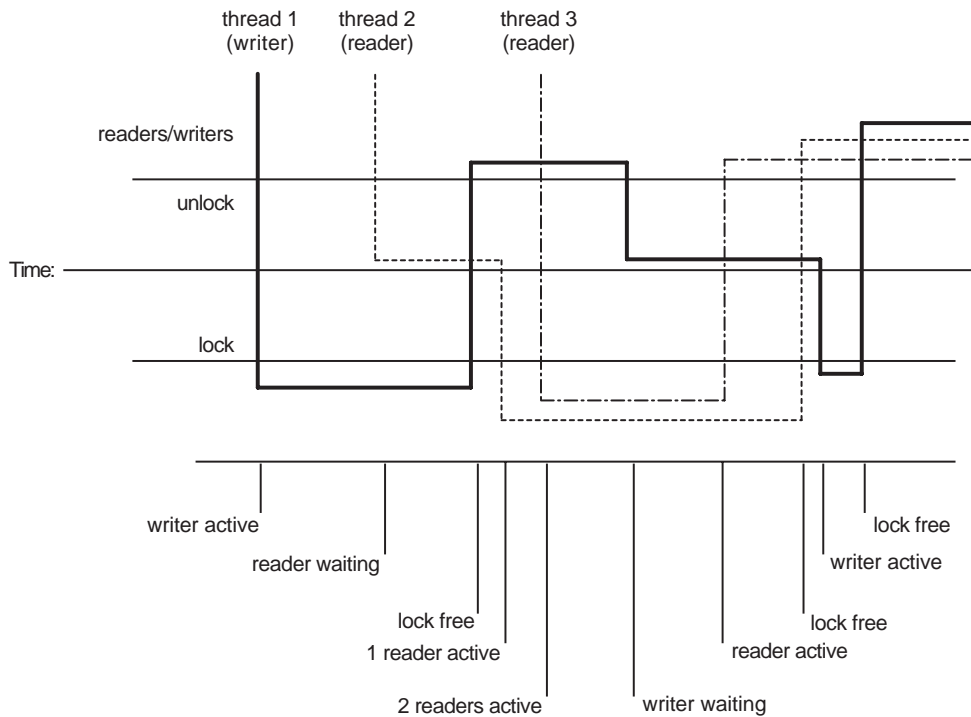 thread 1
(writer)
thread 2
(reader)
thread 3
(reader)
readers/writers
unlock
Time:
lock
writer active
lock free
reader waiting
writer active
lock free
lock free
1 reader active
reader active
2 readers active
writer waiting